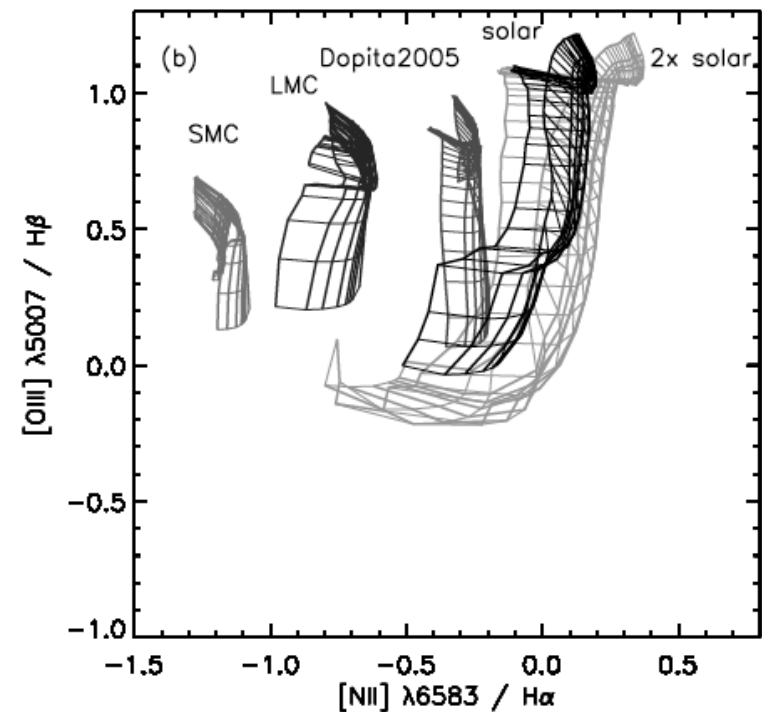 (b)
SMC
LMC
Dopita2005
solar
2x solar
[OIII] λ5007 / Hβ
1.0
0.5
0.0
−0.5
−1.0
−1.5
−1.0
−0.5
0.0
0.5
[NII] λ6583 / Hα